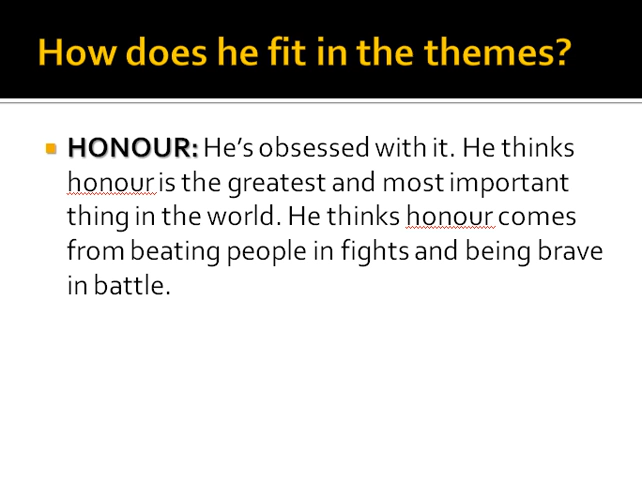 How does he fit in the themes?
HONOUR: He's obsessed with it. He thinks
honour is the greatest and most important
thing in the world. He thinks honour comes
from beating people in fights and being brave
in battle.